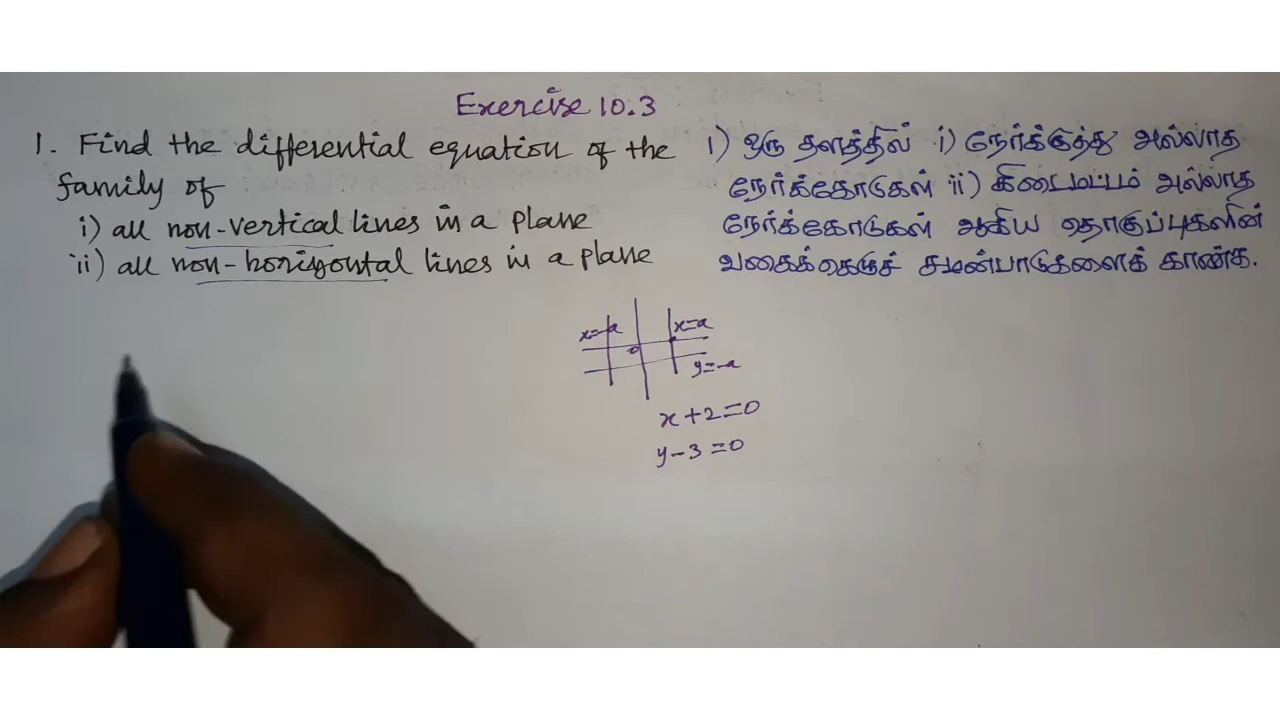 Exercise 10.3
1. Find the differential equation of the
family of
i) all non-vertical lines in a plane
ii) all non-horizontal lines in a plane
1) ஒரு தளத்தில் i) நேர்க்குத்து அல்லாத
நேர்க்கோடுகள் ii) கிடைமட்டம் அல்லாத
நேர்க்கோடுகள் ஆகிய தொகுப்புகளின்
வகைக்கெழுச் சமன்பாடுகளைக் காண்க.
x=-a
x=a
0
y=-a
x+2=0
y-3=0